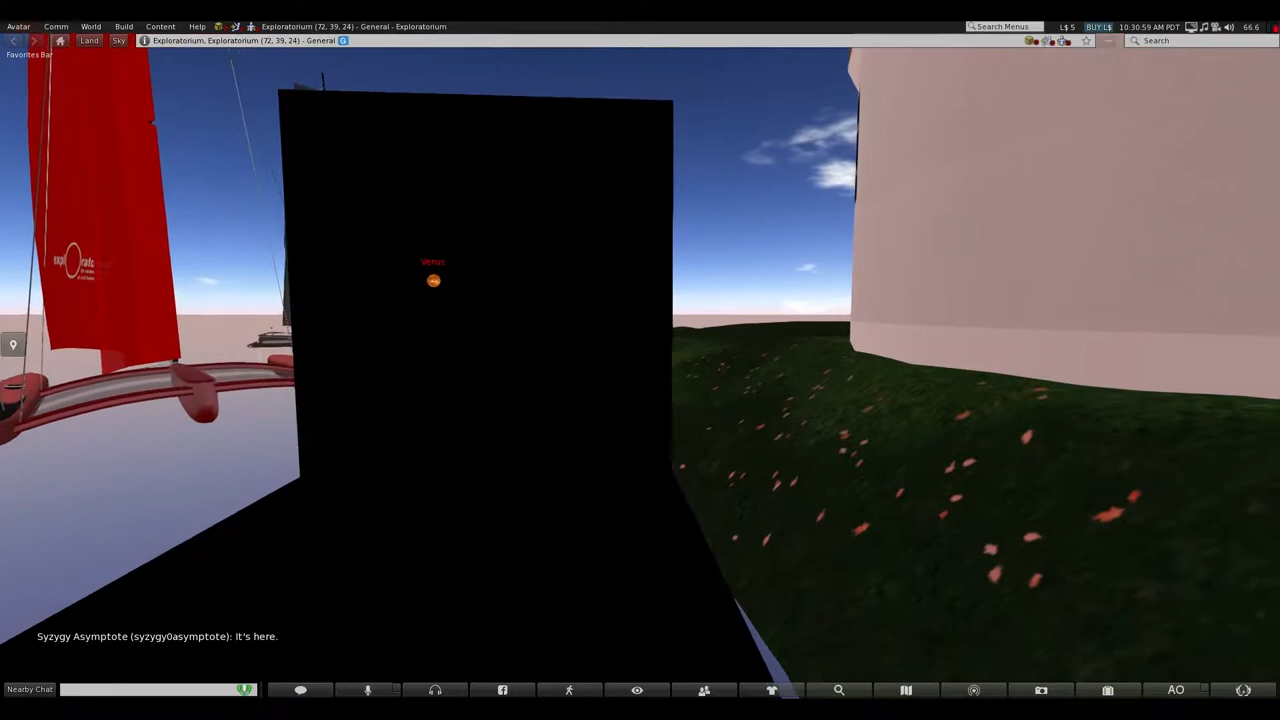 Avatar Comm World Build Content Help Exploratorium (72, 39, 24) - General - Exploratorium Search Menus L$ 5 BUY L$ 10:30:59 AM PDT 66.6
Land Sky Exploratorium, Exploratorium (72, 39, 24) - General G Search
Favorites Bar
Venus
Syzygy Asymptote (syzygy0asymptote): It's here.
Nearby Chat AO